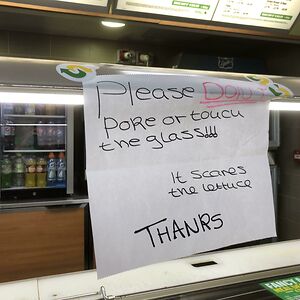 Please DON'T
Poke or touch
the glass!!!
It scares
the lettuce
THANKS